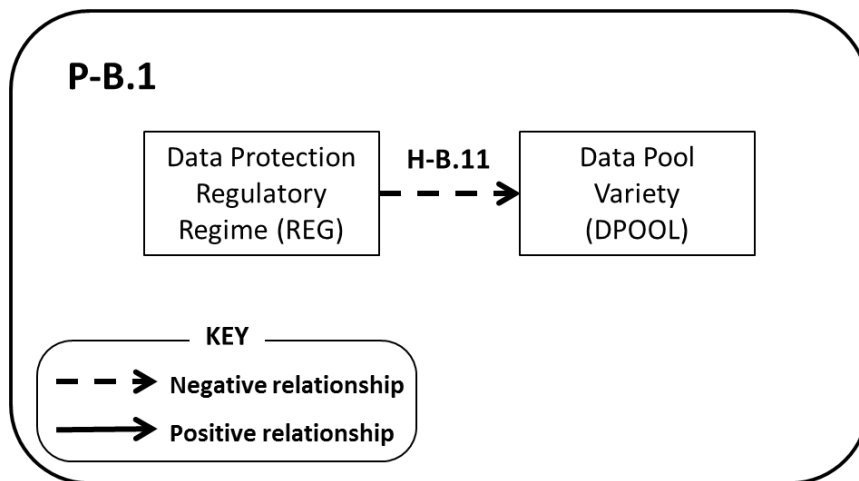 P-B.1
Data Protection
Regulatory
Regime (REG)
H-B.11
Data Pool
Variety
(DPOOL)
KEY
Negative relationship
Positive relationship